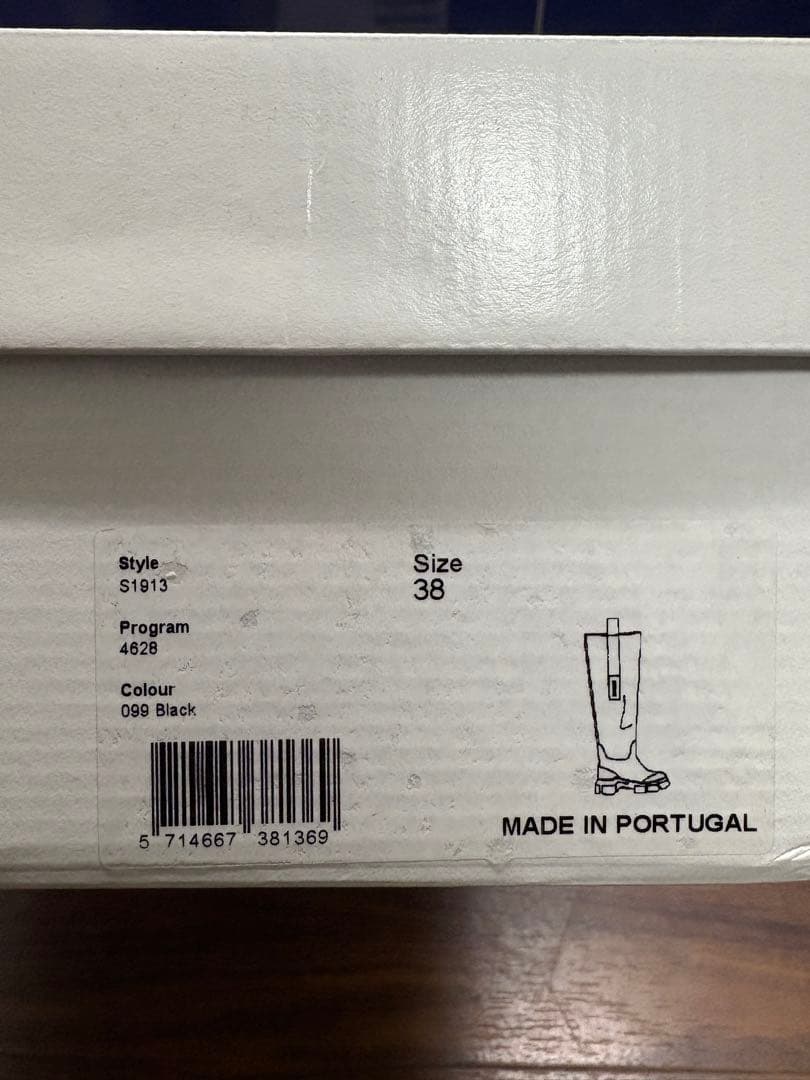 Style
S1913
Size
38
Program
4628
Colour
099 Black
5 714667 381369
MADE IN PORTUGAL